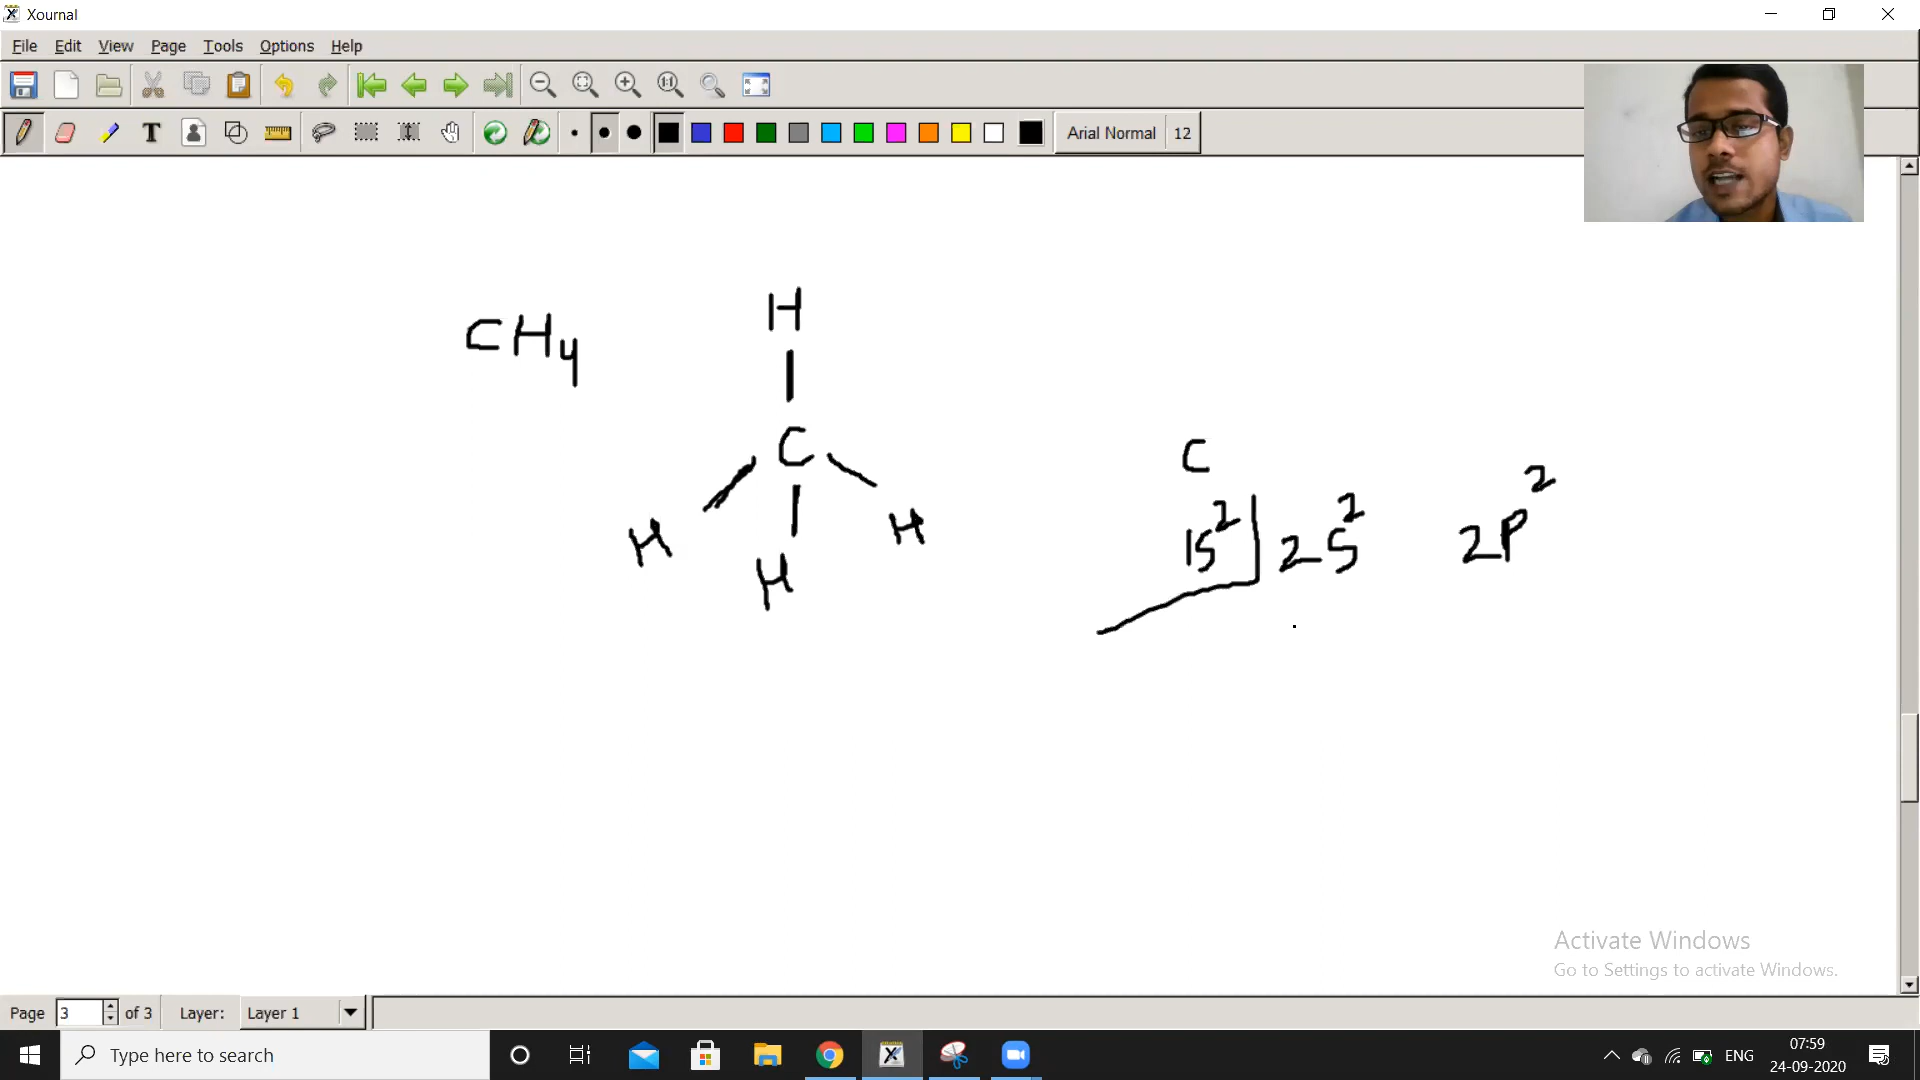 Xournal
File Edit View Page Tools Options Help
T 1:1 Arial Normal 12
CH4
H
C
H H
H
C
1S2 2S2 2P2
Activate Windows
Go to Settings to activate Windows.
Page 3 of 3 Layer: Layer 1
Type here to search
ENG
07:59
24-09-2020